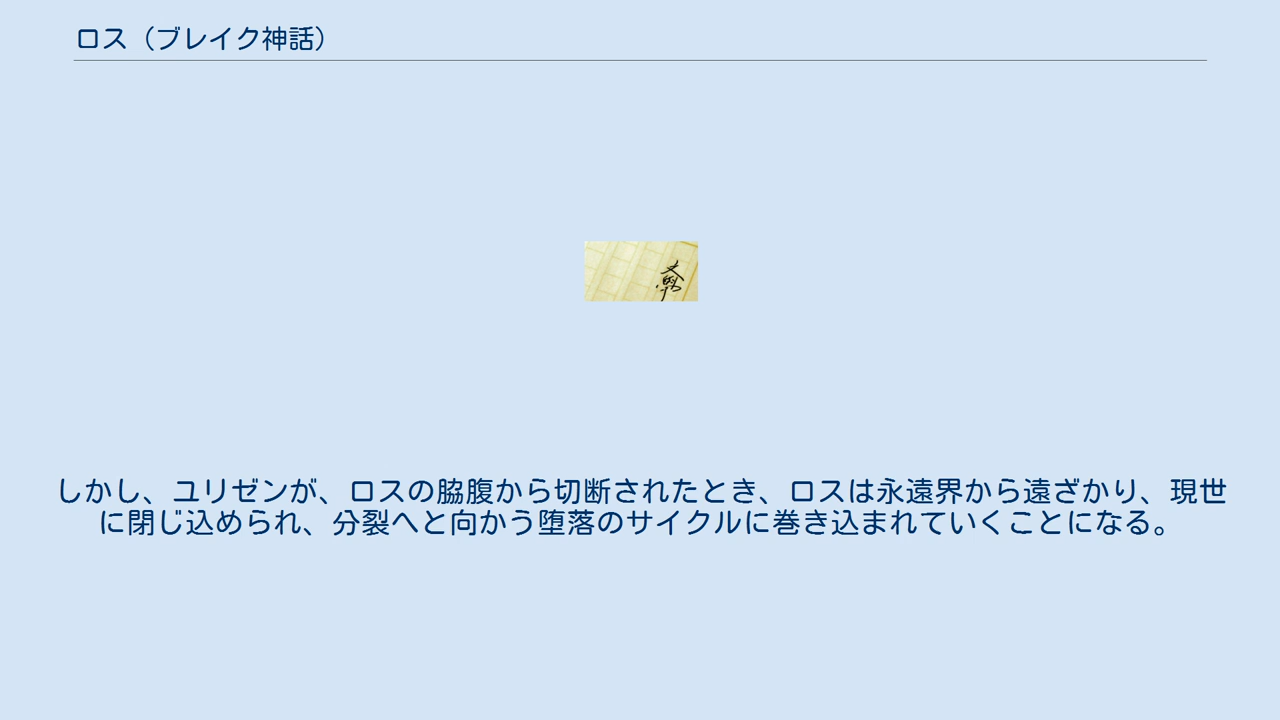 ロス（ブレイク神話）
しかし、ユリゼンが、ロスの脇腹から切断されたとき、ロスは永遠界から遠ざかり、現世
に閉じ込められ、分裂へと向かう堕落のサイクルに巻き込まれていくことになる。